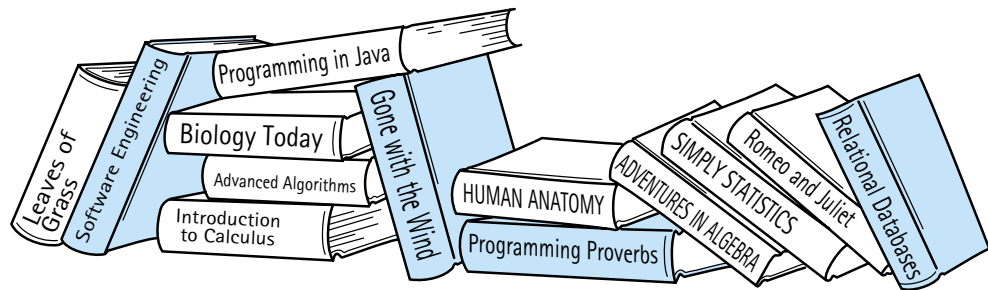 Leaves of
Grass
Software Engineering
Programming in Java
Biology Today
Advanced Algorithms
Introduction
to Calculus
Gone with the Wind
HUMAN ANATOMY
Programming Proverbs
ADVENTURES IN ALGEBRA
SIMPLY STATISTICS
Romeo and Juliet
Relational Databases